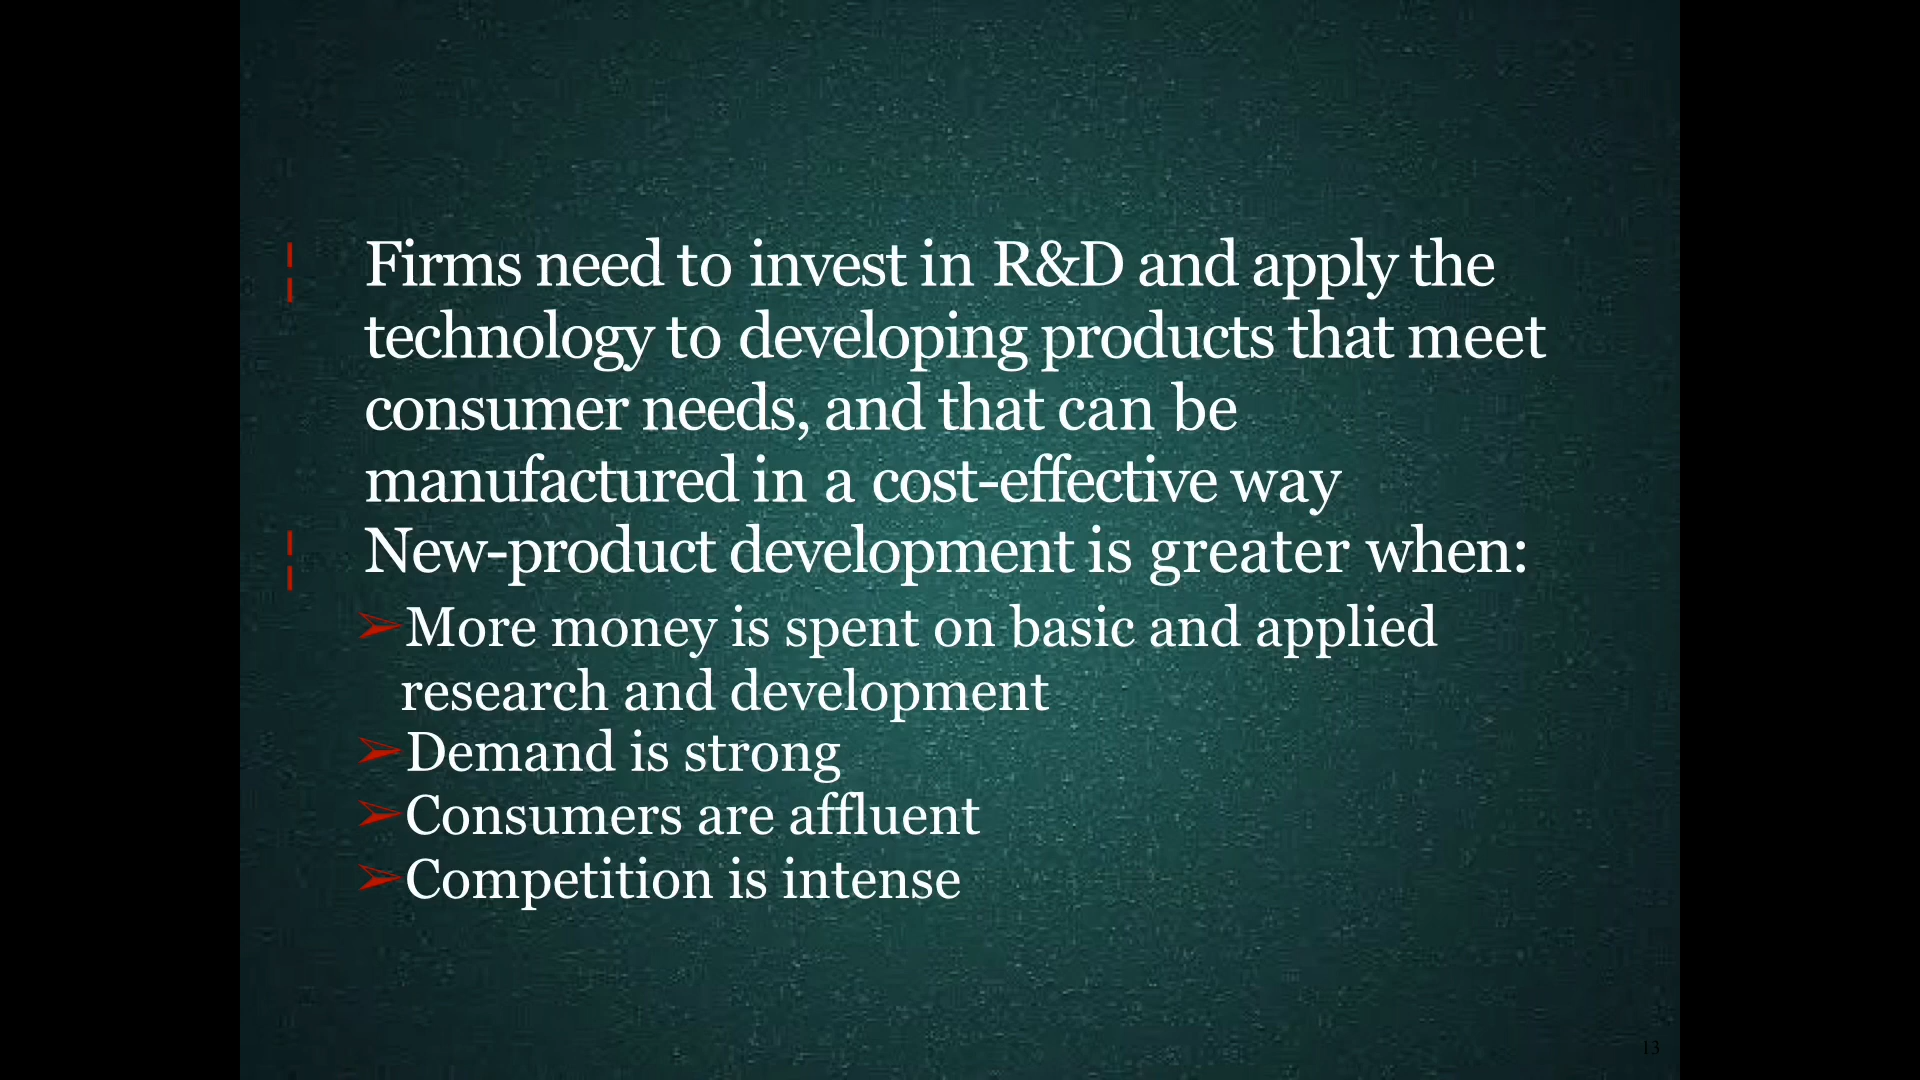 ¦ Firms need to invest in R&D and apply the
technology to developing products that meet
consumer needs, and that can be
manufactured in a cost-effective way
¦ New-product development is greater when:
➢More money is spent on basic and applied
research and development
➢Demand is strong
➢Consumers are affluent
➢Competition is intense
13